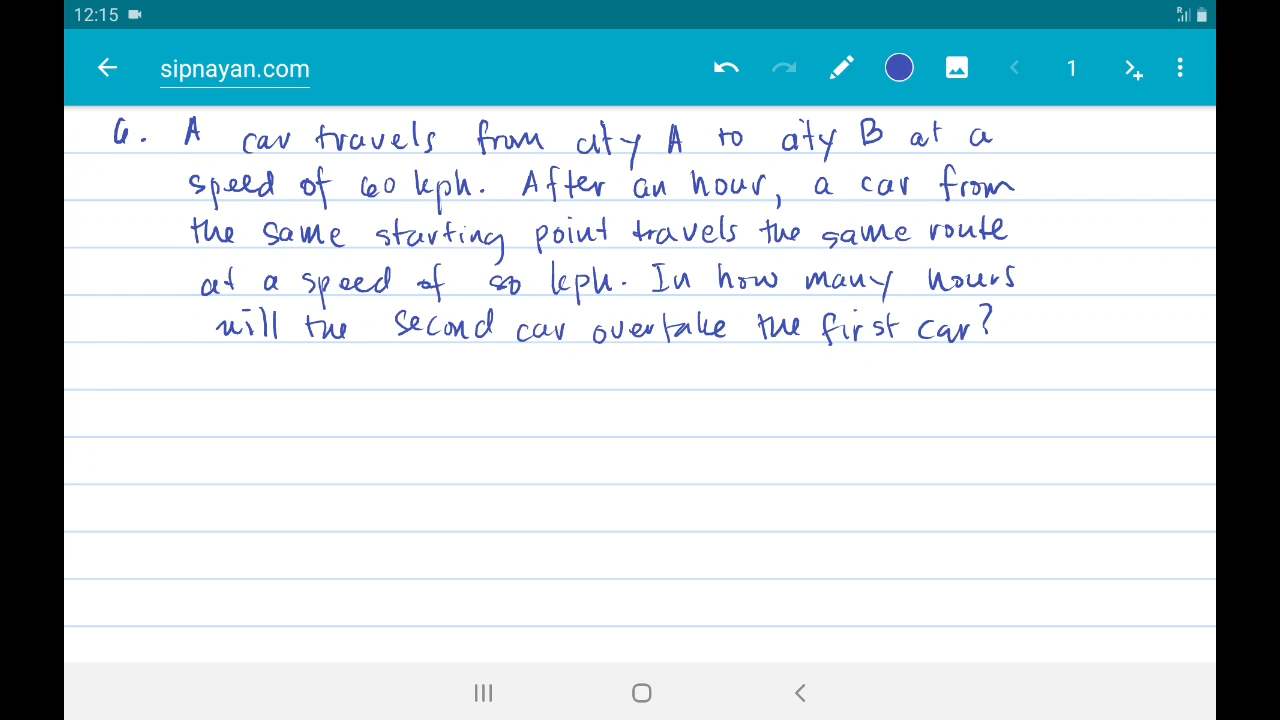 12:15
sipnayan.com
1
6. A car travels from city A to city B at a
speed of 60 kph. After an hour, a car from
the same starting point travels the same route
at a speed of 80 kph. In how many hours
will the second car overtake the first car?